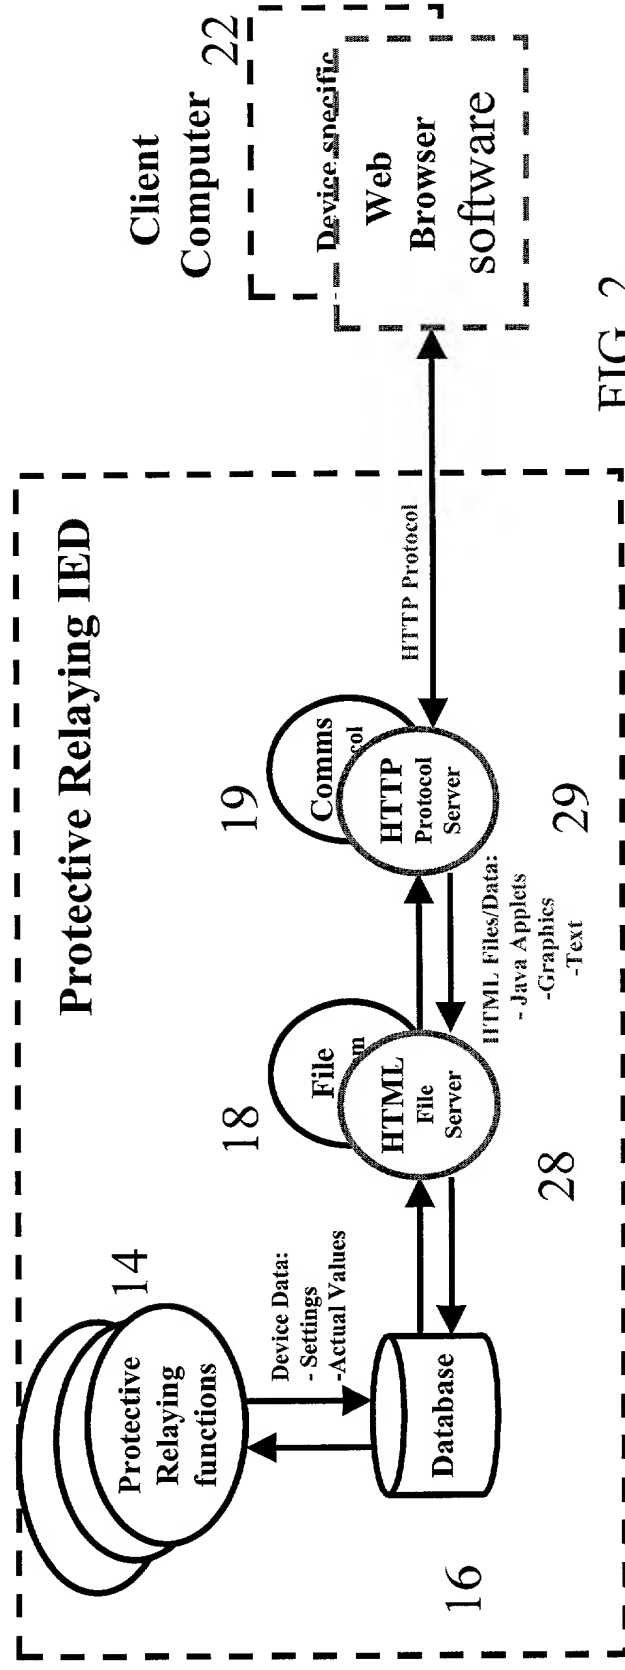 Protective Relaying IED
14
Protective
Relaying
functions
Device Data:
- Settings
-Actual Values
16
Database
18
File
HTML
File
Server
28
19
Comms
col
HTTP
Protocol
Server
29
HTML Files/Data:
- Java Applets
-Graphics
-Text
HTTP Protocol
Client
Computer
22
Device specific
Web
Browser
software
FIG. 2